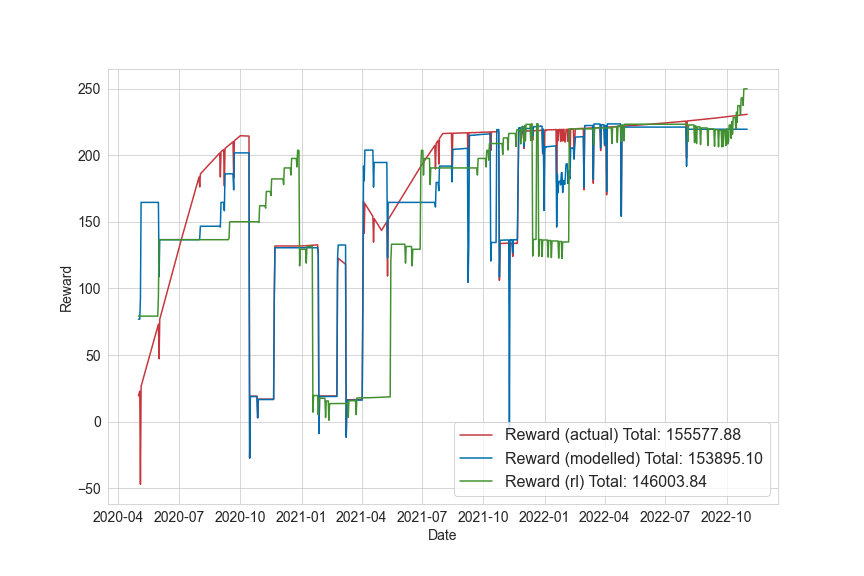 250
200
150
100
50
0
−50
Reward
2020-04 2020-07 2020-10 2021-01 2021-04 2021-07 2021-10 2022-01 2022-04 2022-07 2022-10
Date
Reward (actual) Total: 155577.88
Reward (modelled) Total: 153895.10
Reward (rl) Total: 146003.84